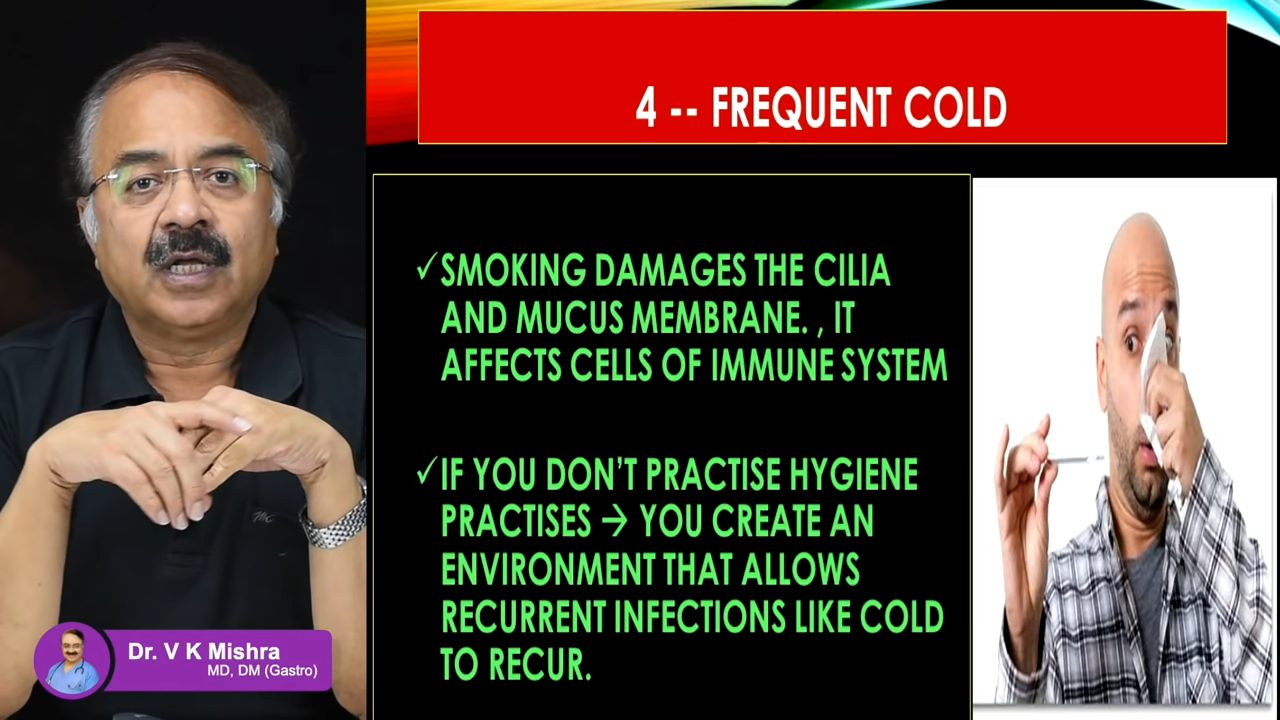 4 -- FREQUENT COLD
✓SMOKING DAMAGES THE CILIA
AND MUCUS MEMBRANE. , IT
AFFECTS CELLS OF IMMUNE SYSTEM
✓IF YOU DON’T PRACTISE HYGIENE
PRACTISES → YOU CREATE AN
ENVIRONMENT THAT ALLOWS
RECURRENT INFECTIONS LIKE COLD
TO RECUR.
Dr. V K Mishra
MD, DM (Gastro)